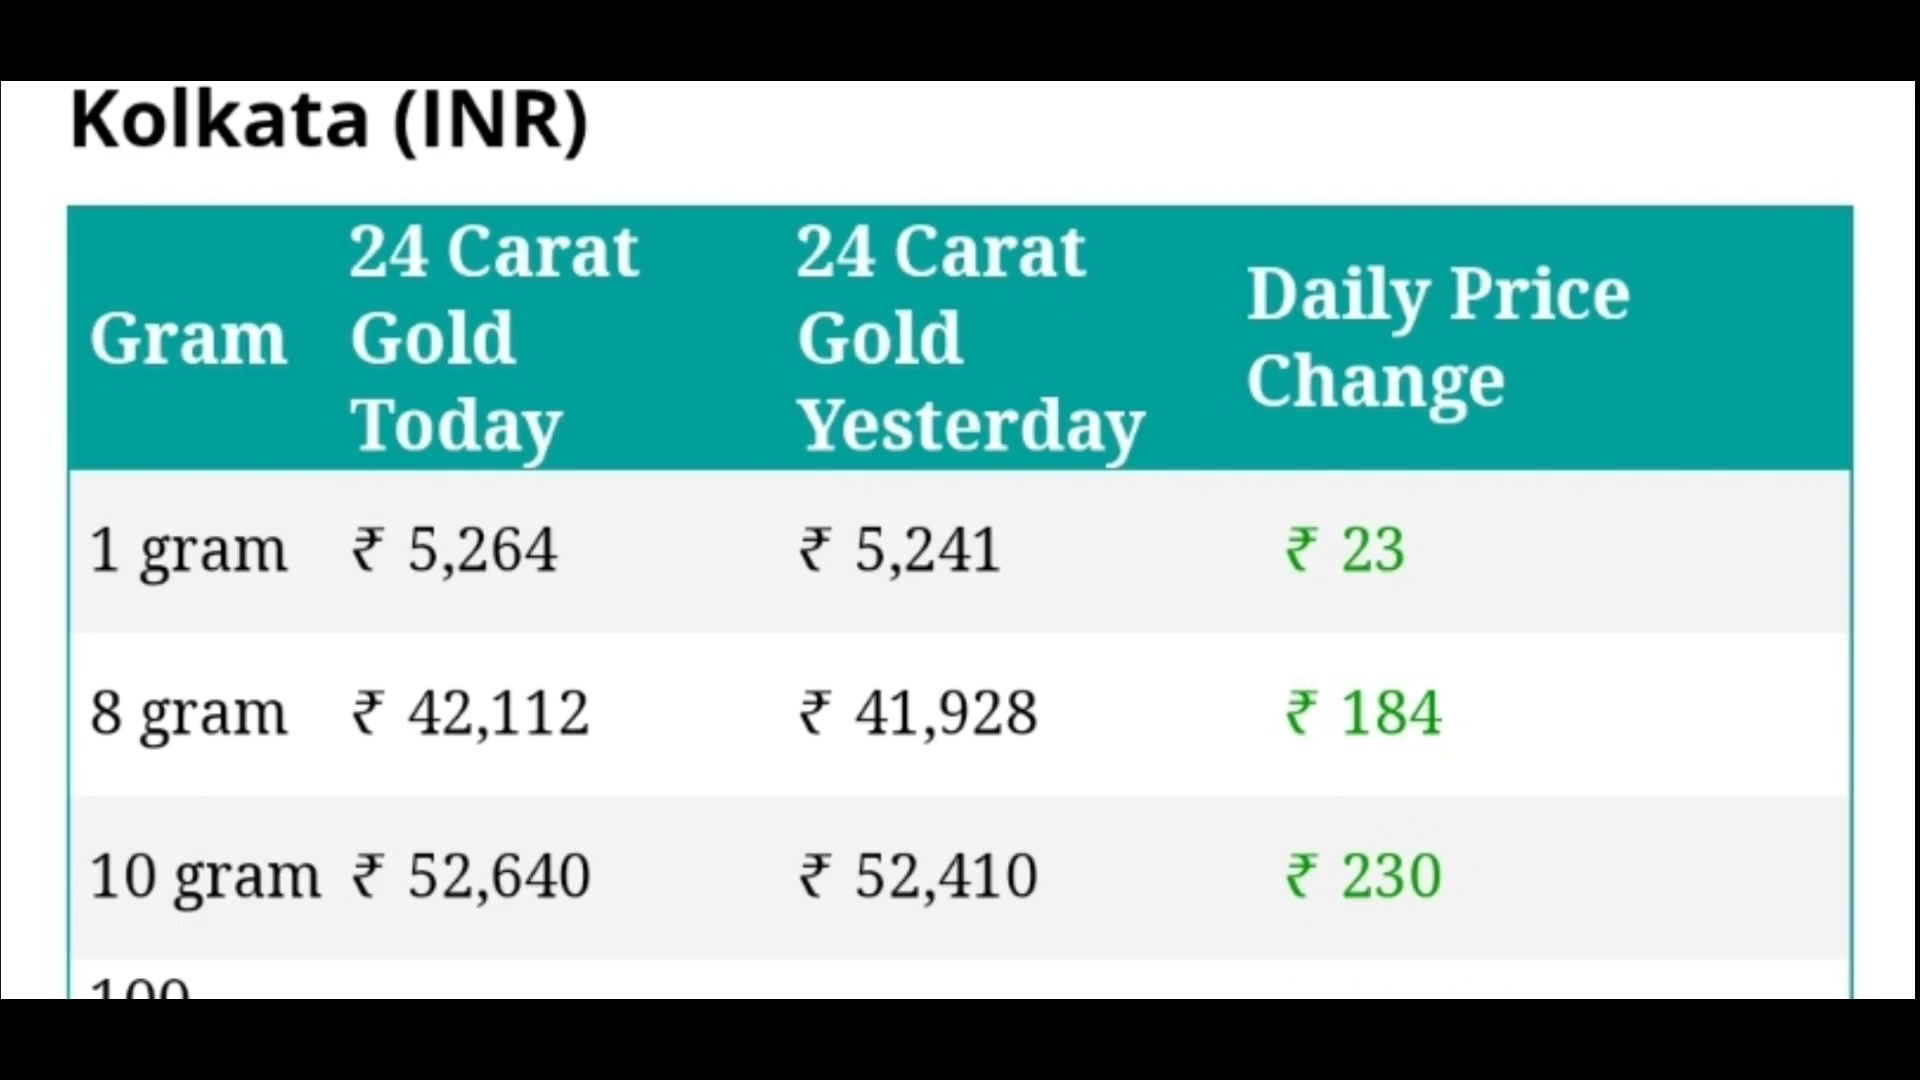 Kolkata (INR)
Gram
24 Carat
Gold
Today
24 Carat
Gold
Yesterday
Daily Price
Change
1 gram ₹ 5,264 ₹ 5,241 ₹ 23
8 gram ₹ 42,112 ₹ 41,928 ₹ 184
10 gram ₹ 52,640 ₹ 52,410 ₹ 230
100